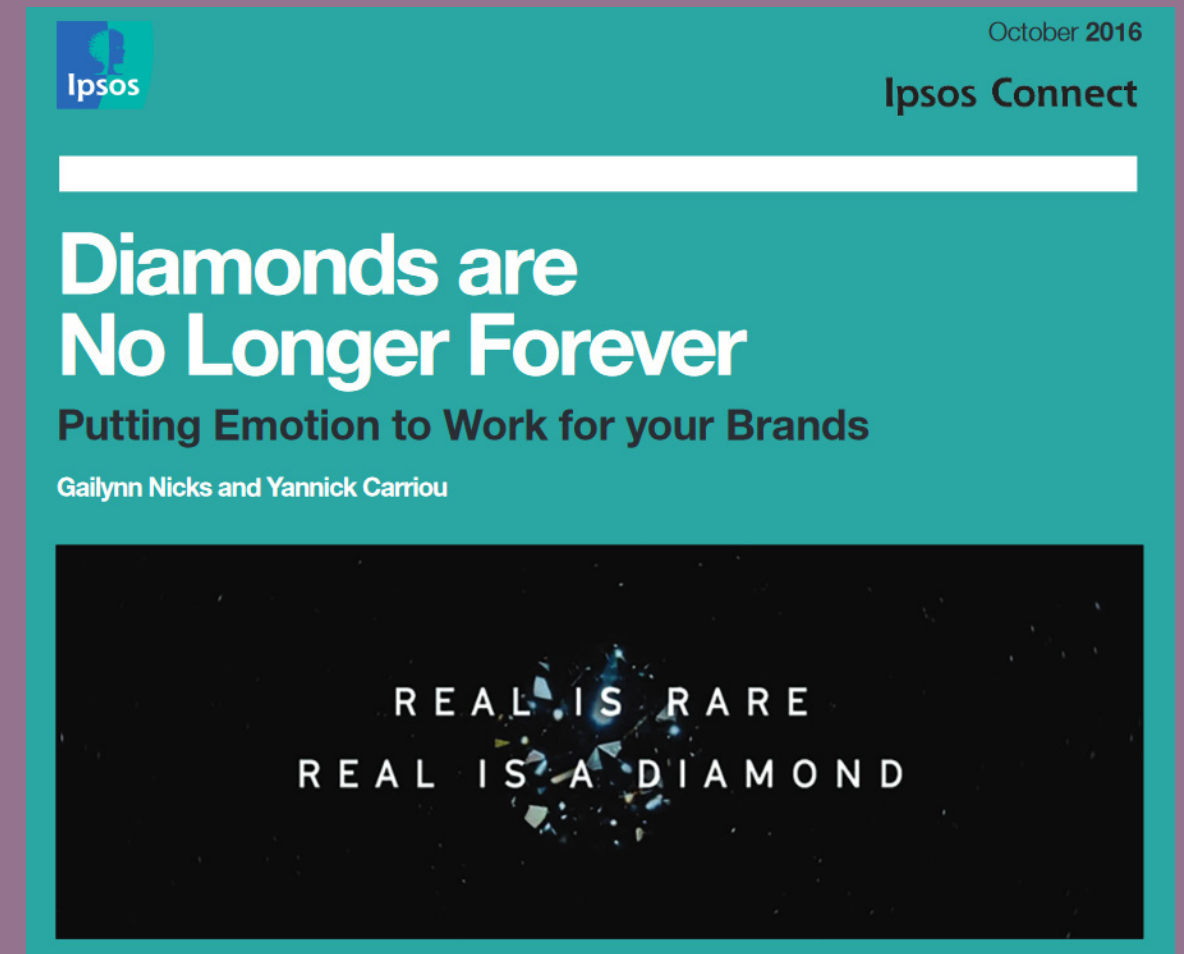 Ipsos
October 2016
Ipsos Connect
Diamonds are
No Longer Forever
Putting Emotion to Work for your Brands
Gailynn Nicks and Yannick Carriou
REAL IS RARE
REAL IS A DIAMOND